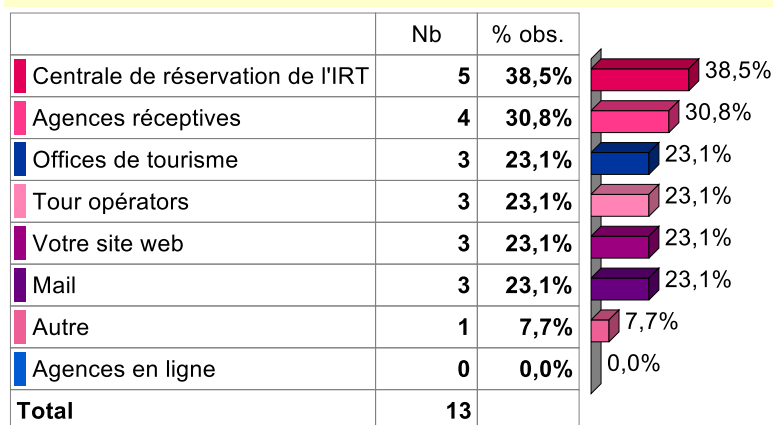 Nb % obs.
Centrale de réservation de l'IRT 5 38,5% 38,5%
Agences réceptives 4 30,8% 30,8%
Offices de tourisme 3 23,1% 23,1%
Tour opérators 3 23,1% 23,1%
Votre site web 3 23,1% 23,1%
Mail 3 23,1% 23,1%
Autre 1 7,7% 7,7%
Agences en ligne 0 0,0% 0,0%
Total 13